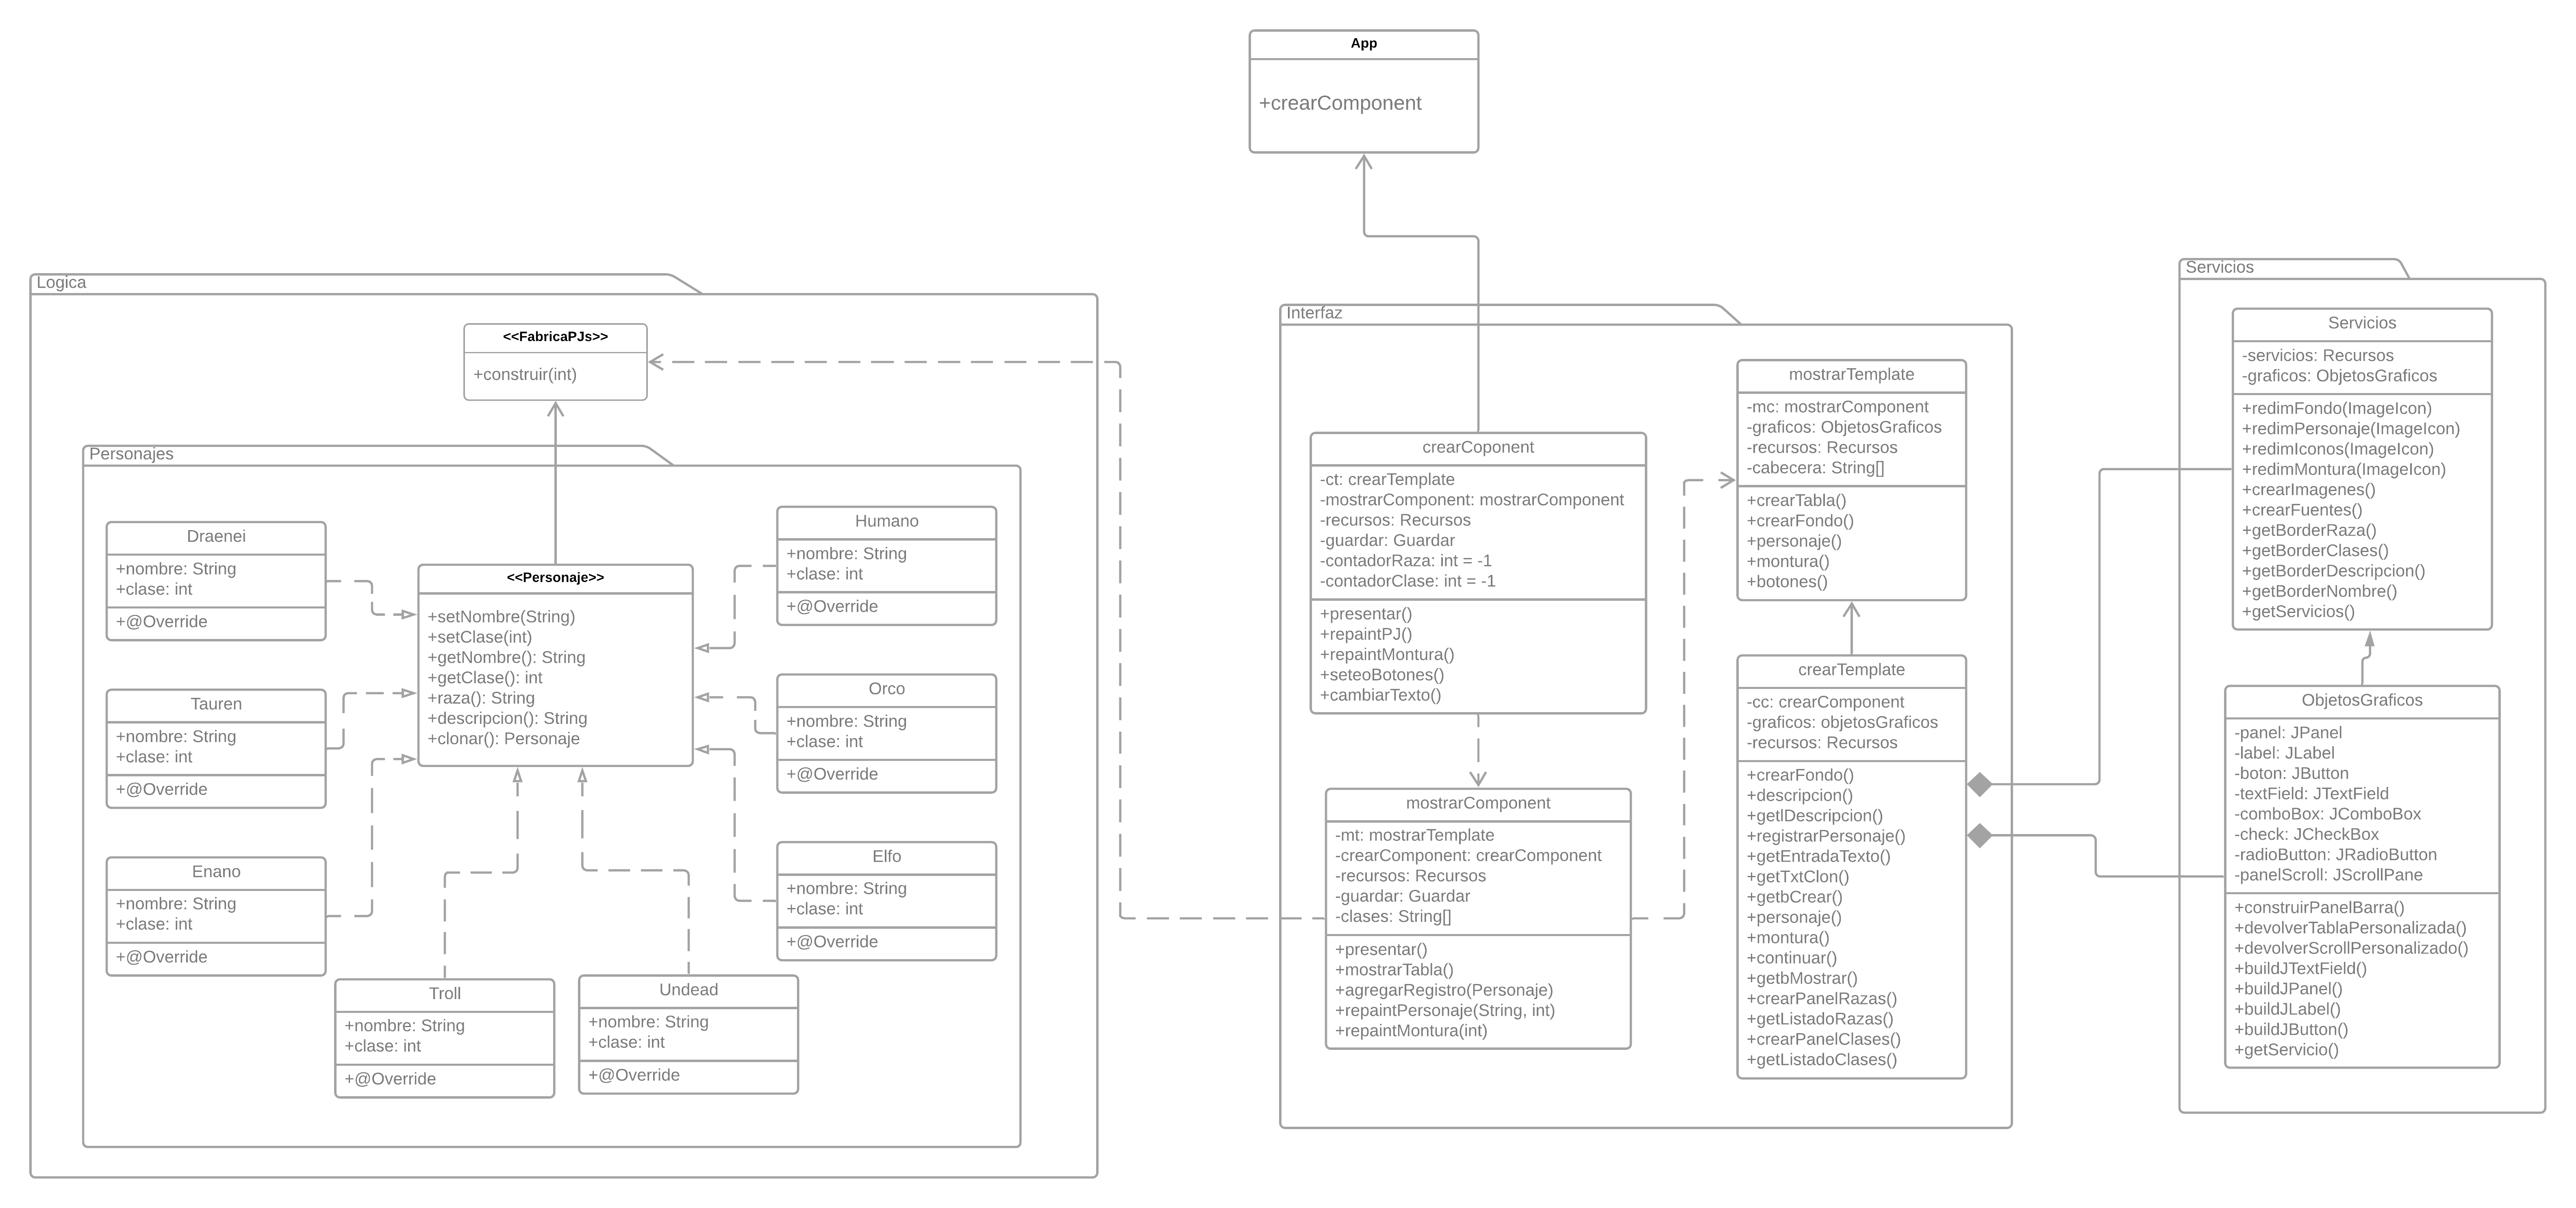 App
+crearComponent
Logica
<<FabricaPJs>>
+construir(int)
Personajes
Draenei
+nombre: String
+clase: int
+@Override
Tauren
+nombre: String
+clase: int
+@Override
Enano
+nombre: String
+clase: int
+@Override
<<Personaje>>
+setNombre(String)
+setClase(int)
+getNombre(): String
+getClase(): int
+raza(): String
+descripcion(): String
+clonar(): Personaje
Humano
+nombre: String
+clase: int
+@Override
Orco
+nombre: String
+clase: int
+@Override
Elfo
+nombre: String
+clase: int
+@Override
Troll
+nombre: String
+clase: int
+@Override
Undead
+nombre: String
+clase: int
+@Override
Interfaz
crearCoponent
-ct: crearTemplate
-mostrarComponent: mostrarComponent
-recursos: Recursos
-guardar: Guardar
-contadorRaza: int = -1
-contadorClase: int = -1
+presentar()
+repaintPJ()
+repaintMontura()
+seteoBotones()
+cambiarTexto()
mostrarComponent
-mt: mostrarTemplate
-crearComponent: crearComponent
-recursos: Recursos
-guardar: Guardar
-clases: String[]
+presentar()
+mostrarTabla()
+agregarRegistro(Personaje)
+repaintPersonaje(String, int)
+repaintMontura(int)
mostrarTemplate
-mc: mostrarComponent
-graficos: ObjetosGraficos
-recursos: Recursos
-cabecera: String[]
+crearTabla()
+crearFondo()
+personaje()
+montura()
+botones()
crearTemplate
-cc: crearComponent
-graficos: objetosGraficos
-recursos: Recursos
+crearFondo()
+descripcion()
+getlDescripcion()
+registrarPersonaje()
+getEntradaTexto()
+getTxtClon()
+getbCrear()
+personaje()
+montura()
+continuar()
+getbMostrar()
+crearPanelRazas()
+getListadoRazas()
+crearPanelClases()
+getListadoClases()
Servicios
Servicios
-servicios: Recursos
-graficos: ObjetosGraficos
+redimFondo(ImageIcon)
+redimPersonaje(ImageIcon)
+redimIconos(ImageIcon)
+redimMontura(ImageIcon)
+crearImagenes()
+crearFuentes()
+getBorderRaza()
+getBorderClases()
+getBorderDescripcion()
+getBorderNombre()
+getServicios()
ObjetosGraficos
-panel: JPanel
-label: JLabel
-boton: JButton
-textField: JTextField
-comboBox: JComboBox
-check: JCheckBox
-radioButton: JRadioButton
-panelScroll: JScrollPane
+construirPanelBarra()
+devolverTablaPersonalizada()
+devolverScrollPersonalizado()
+buildJTextField()
+buildJPanel()
+buildJLabel()
+buildJButton()
+getServicio()